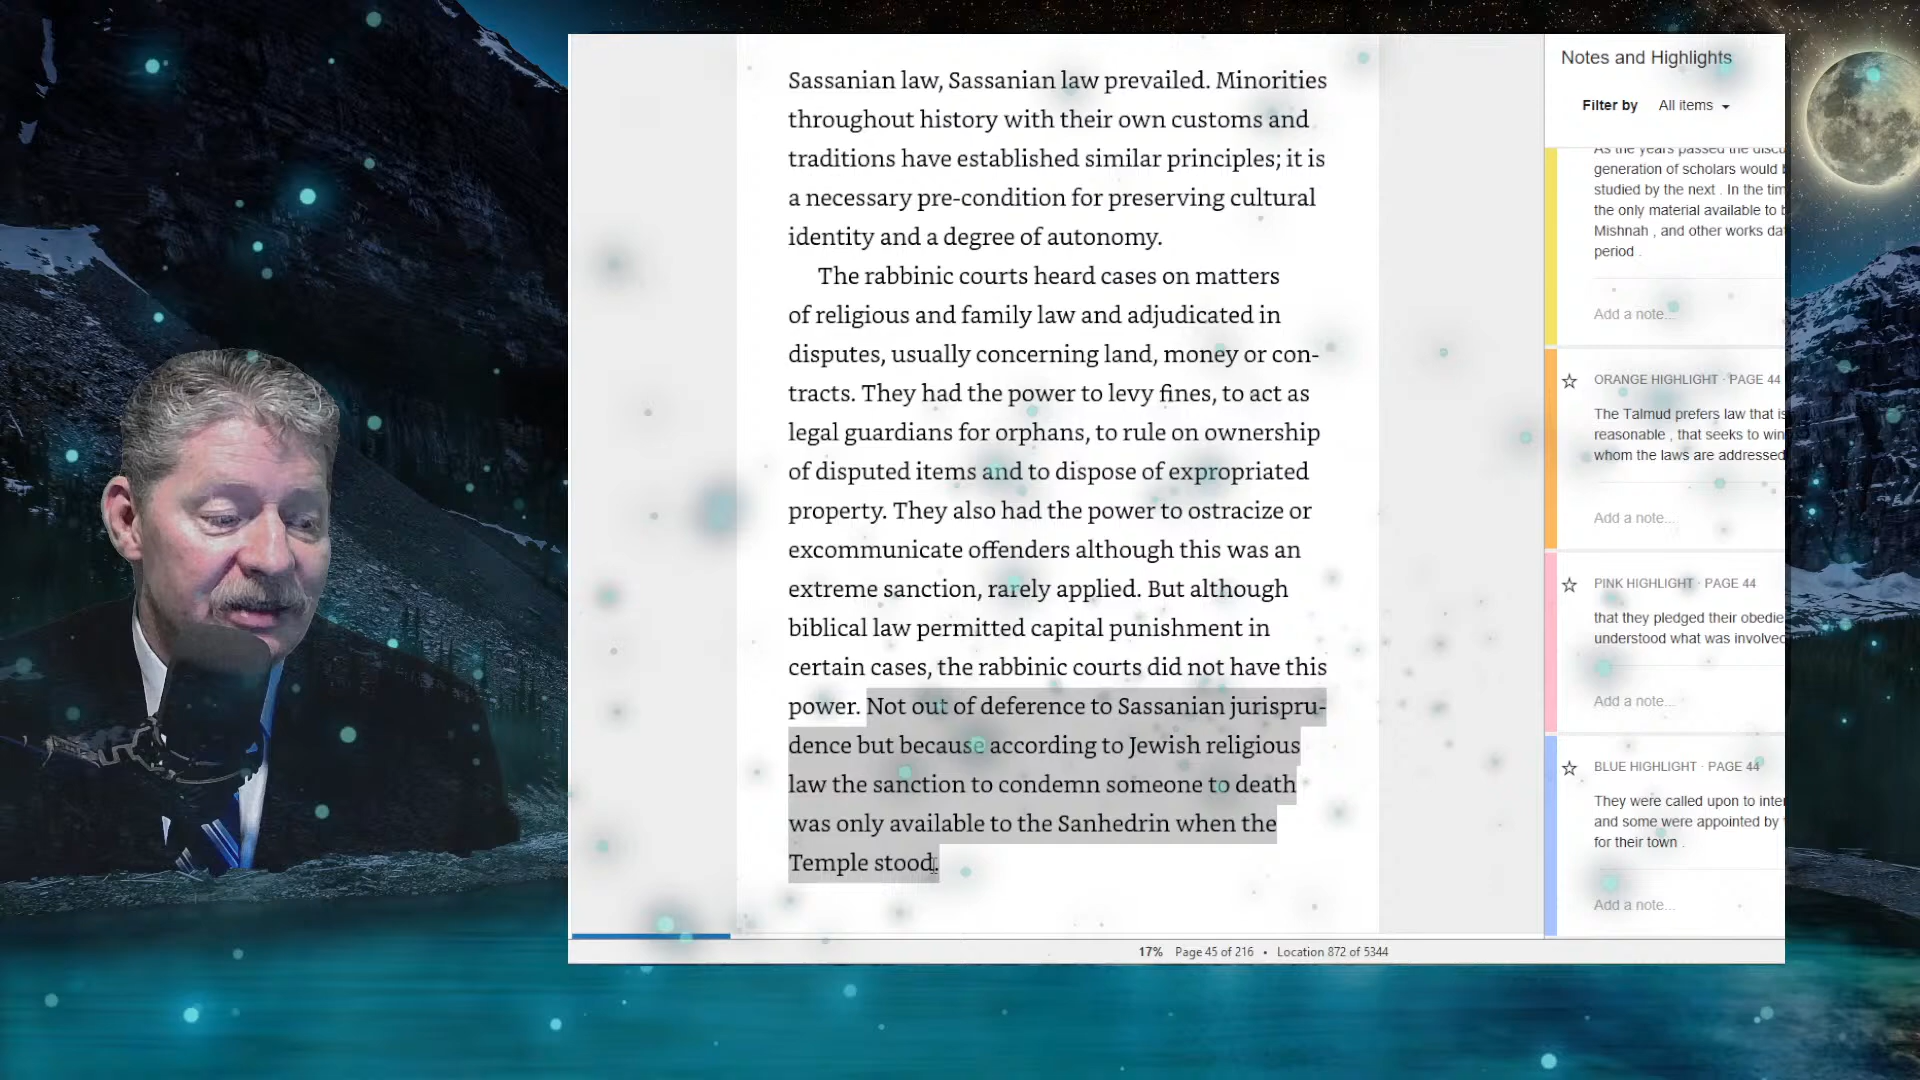 Sassanian law, Sassanian law prevailed. Minorities
throughout history with their own customs and
traditions have established similar principles; it is
a necessary pre-condition for preserving cultural
identity and a degree of autonomy.
The rabbinic courts heard cases on matters
of religious and family law and adjudicated in
disputes, usually concerning land, money or con-
tracts. They had the power to levy fines, to act as
legal guardians for orphans, to rule on ownership
of disputed items and to dispose of expropriated
property. They also had the power to ostracize or
excommunicate offenders although this was an
extreme sanction, rarely applied. But although
biblical law permitted capital punishment in
certain cases, the rabbinic courts did not have this
power. Not out of deference to Sassanian jurispru-
dence but because according to Jewish religious
law the sanction to condemn someone to death
was only available to the Sanhedrin when the
Temple stood.
17% Page 45 of 216 • Location 872 of 5344
Notes and Highlights
Filter by All items
As the years passed the
generation of scholars would
studied by the next . In the
the only material available to
Mishnah , and other works
period .
Add a note...
ORANGE HIGHLIGHT · PAGE 44
The Talmud prefers law that is
reasonable , that seeks to win
whom the laws are addressed
Add a note...
PINK HIGHLIGHT · PAGE 44
that they pledged their
understood what was involved
Add a note...
BLUE HIGHLIGHT · PAGE 44
They were called upon to
and some were appointed by
for their town .
Add a note...